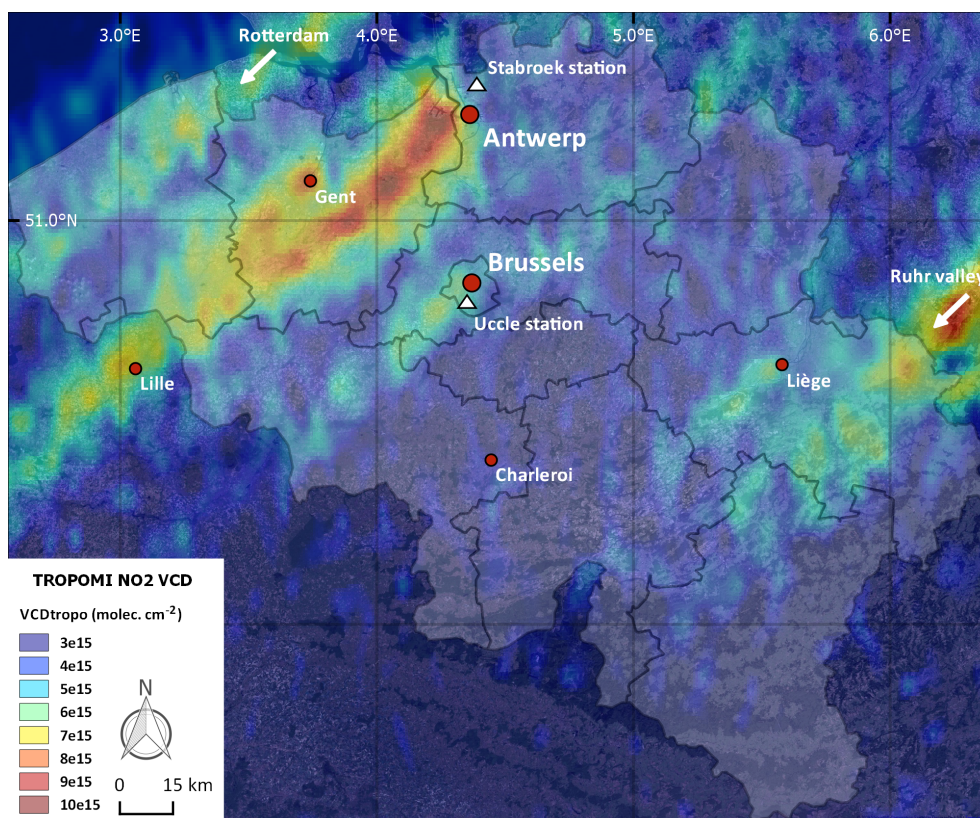 3.0°E
4.0°E
5.0°E
6.0°E
Rotterdam
Stabroek station
Antwerp
Gent
51.0°N
Brussels
Ruhr valley
Uccle station
Lille
Liège
Charleroi
TROPOMI NO2 VCD
VCDtropo (molec. cm-2)
3e15
4e15
5e15
6e15
7e15
8e15
9e15
10e15
N
0 15 km